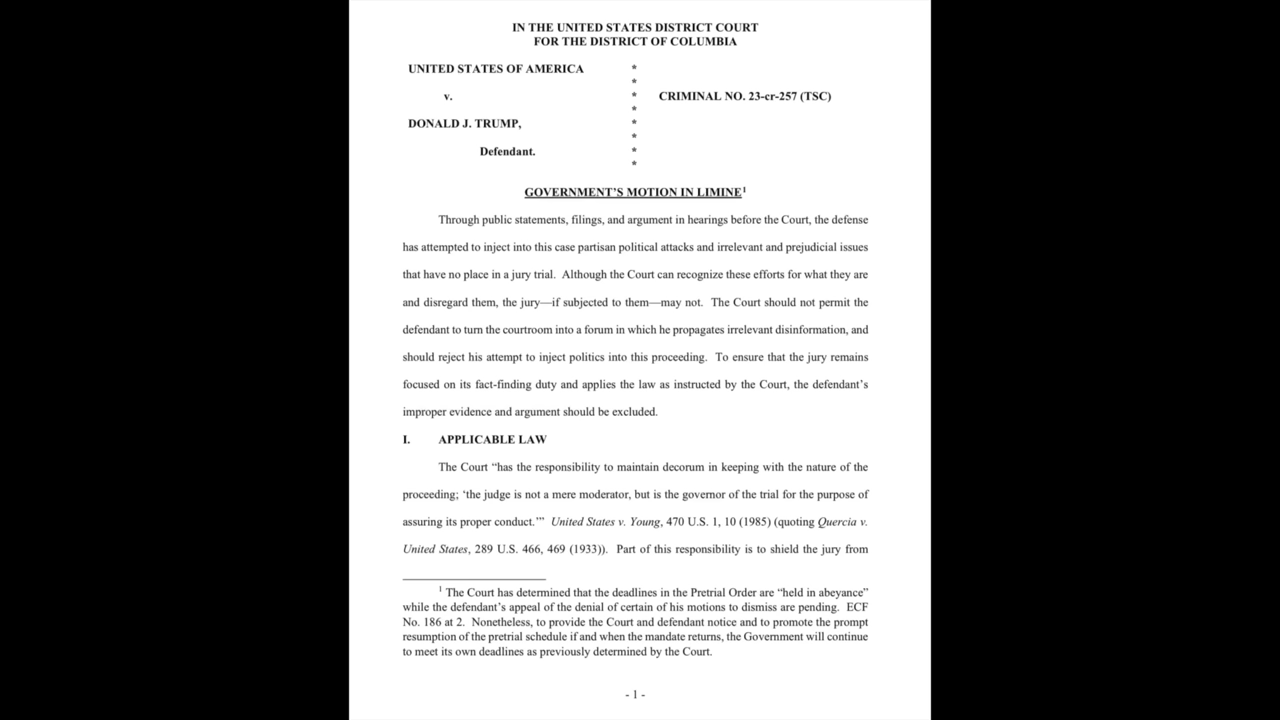 IN THE UNITED STATES DISTRICT COURT
FOR THE DISTRICT OF COLUMBIA
UNITED STATES OF AMERICA *
*
v. * CRIMINAL NO. 23-cr-257 (TSC)
*
DONALD J. TRUMP, *
*
Defendant. *
*
GOVERNMENT’S MOTION IN LIMINE¹
Through public statements, filings, and argument in hearings before the Court, the defense
has attempted to inject into this case partisan political attacks and irrelevant and prejudicial issues
that have no place in a jury trial. Although the Court can recognize these efforts for what they are
and disregard them, the jury—if subjected to them—may not. The Court should not permit the
defendant to turn the courtroom into a forum in which he propagates irrelevant disinformation, and
should reject his attempt to inject politics into this proceeding. To ensure that the jury remains
focused on its fact-finding duty and applies the law as instructed by the Court, the defendant’s
improper evidence and argument should be excluded.
I. APPLICABLE LAW
The Court “has the responsibility to maintain decorum in keeping with the nature of the
proceeding; ‘the judge is not a mere moderator, but is the governor of the trial for the purpose of
assuring its proper conduct.’” United States v. Young, 470 U.S. 1, 10 (1985) (quoting Quercia v.
United States, 289 U.S. 466, 469 (1933)). Part of this responsibility is to shield the jury from
¹ The Court has determined that the deadlines in the Pretrial Order are “held in abeyance”
while the defendant’s appeal of the denial of certain of his motions to dismiss are pending. ECF
No. 186 at 2. Nonetheless, to provide the Court and defendant notice and to promote the prompt
resumption of the pretrial schedule if and when the mandate returns, the Government will continue
to meet its own deadlines as previously determined by the Court.
- 1 -